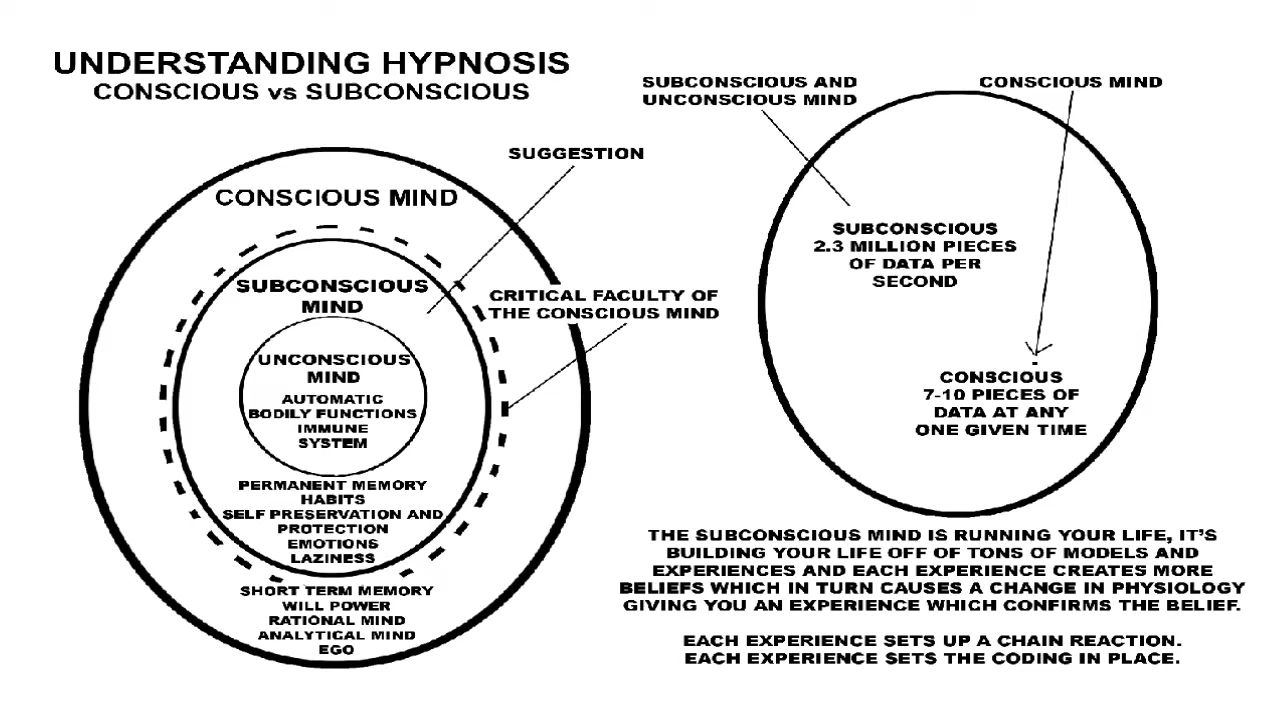 UNDERSTANDING HYPNOSIS
CONSCIOUS vs SUBCONSCIOUS
SUGGESTION
CONSCIOUS MIND
SUBCONSCIOUS
MIND
CRITICAL FACULTY OF
THE CONSCIOUS MIND
UNCONSCIOUS
MIND
AUTOMATIC
BODILY FUNCTIONS
IMMUNE
SYSTEM
PERMANENT MEMORY
HABITS
SELF PRESERVATION AND
PROTECTION
EMOTIONS
LAZINESS
SHORT TERM MEMORY
WILL POWER
RATIONAL MIND
ANALYTICAL MIND
EGO
SUBCONSCIOUS AND
UNCONSCIOUS MIND
CONSCIOUS MIND
SUBCONSCIOUS
2.3 MILLION PIECES
OF DATA PER
SECOND
CONSCIOUS
7-10 PIECES OF
DATA AT ANY
ONE GIVEN TIME
THE SUBCONSCIOUS MIND IS RUNNING YOUR LIFE, IT'S
BUILDING YOUR LIFE OFF OF TONS OF MODELS AND
EXPERIENCES AND EACH EXPERIENCE CREATES MORE
BELIEFS WHICH IN TURN CAUSES A CHANGE IN PHYSIOLOGY
GIVING YOU AN EXPERIENCE WHICH CONFIRMS THE BELIEF.
EACH EXPERIENCE SETS UP A CHAIN REACTION.
EACH EXPERIENCE SETS THE CODING IN PLACE.